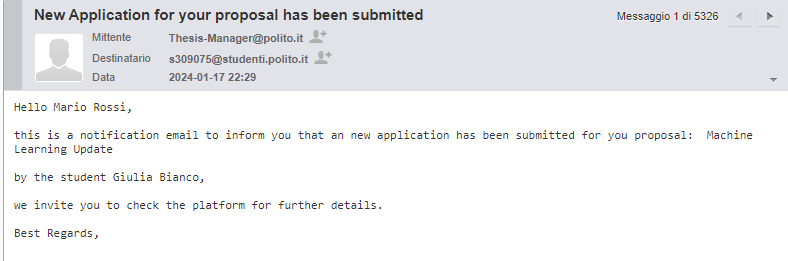 New Application for your proposal has been submitted
Messaggio 1 di 5326
Mittente Thesis-Manager@polito.it
Destinatario s309075@studenti.polito.it
Data 2024-01-17 22:29
Hello Mario Rossi,
this is a notification email to inform you that an new application has been submitted for you proposal:  Machine
Learning Update
by the student Giulia Bianco,
we invite you to check the platform for further details.
Best Regards,